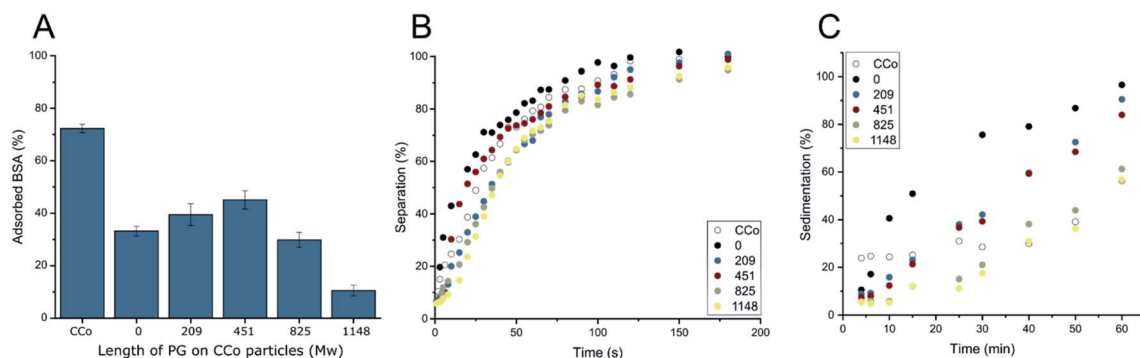 A
Adsorbed BSA (%)
100
80
60
40
20
0
CCo 0 209 451 825 1148
Length of PG on CCo particles (Mw)
B
Separation (%)
100
80
60
40
20
0
0 50 100 150 200
Time (s)
CCo
0
209
451
825
1148
C
Sedimentation (%)
100
80
60
40
20
0
0 10 20 30 40 50 60
Time (min)
CCo
0
209
451
825
1148